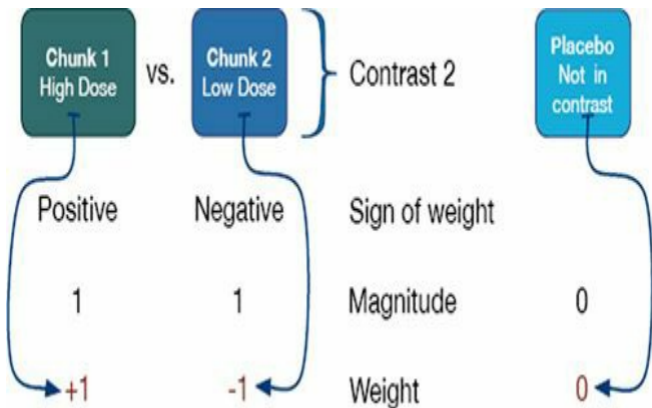 Chunk 1
High Dose
vs.
Chunk 2
Low Dose
Contrast 2
Placebo
Not in
contrast
Positive
Negative
Sign of weight
1
1
Magnitude
0
+1
-1
Weight
0